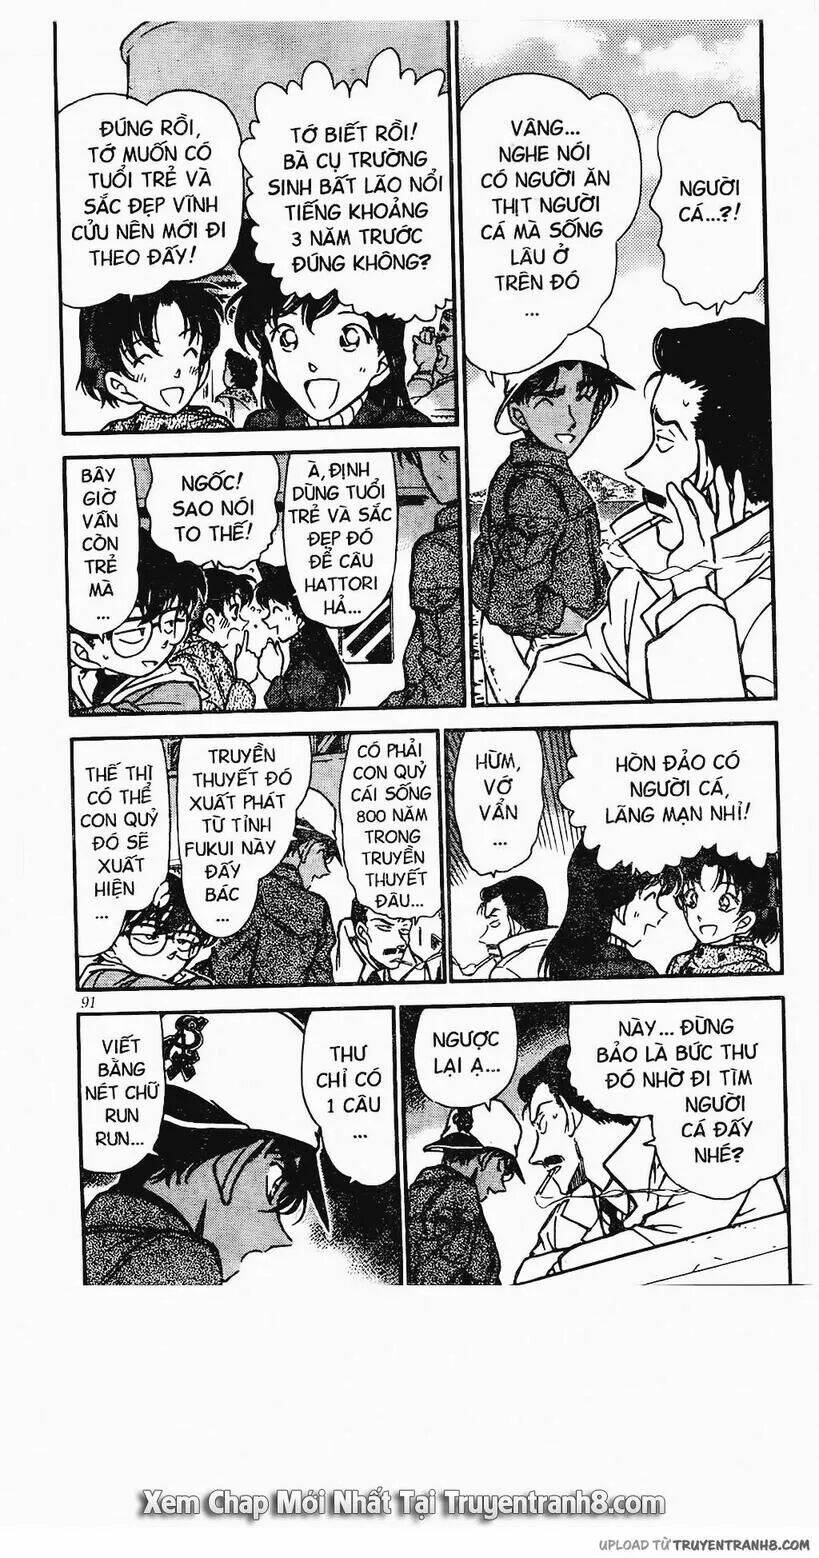 NGƯỜI
CÁ...?!
VÂNG...
NGHE NÓI
CÓ NGƯỜI ĂN
THỊT NGƯỜI
CÁ MÀ SỐNG
LÂU Ở
TRÊN ĐÓ
...
TỚ BIẾT RỒI!
BÀ CỤ TRƯỜNG
SINH BẤT LÃO NỔI
TIẾNG KHOẢNG
3 NĂM TRƯỚC
ĐÚNG KHÔNG?
ĐÚNG RỒI,
TỚ MUỐN CÓ
TUỔI TRẺ VÀ
SẮC ĐẸP VĨNH
CỬU NÊN MỚI ĐI
THEO ĐẤY!
À, ĐỊNH
DÙNG TUỔI
TRẺ VÀ SẮC
ĐẸP ĐÓ
ĐỂ CÂU
HATTORI
HẢ...
NGỐC!
SAO NÓI
TO THẾ!
BÂY
GIỜ
VẪN
CÒN
TRẺ
MÀ
...
HÒN ĐẢO CÓ
NGƯỜI CÁ,
LÃNG MẠN NHỈ!
HỪM,
VỚ
VẨN
...
CÓ PHẢI
CON QUỶ
CÁI SỐNG
800 NĂM
TRONG
TRUYỀN
THUYẾT
ĐÂU...
TRUYỀN
THUYẾT ĐÓ
XUẤT PHÁT
TỪ TỈNH
FUKUI NÀY
ĐẤY
BÁC
...
THẾ THÌ
CÓ THỂ
CON QUỶ
ĐÓ SẼ
XUẤT
HIỆN
...
91
NÀY... ĐỪNG
BẢO LÀ BỨC THƯ
ĐÓ NHỜ ĐI TÌM
NGƯỜI
CÁ ĐẤY
NHÉ?
NGƯỢC
LẠI Ạ...
THƯ
CHỈ CÓ
1 CÂU
...
VIẾT
BẰNG
NÉT CHỮ
RUN
RUN...
Xem Chap Mới Nhất Tại Truyentranh8.com
UPLOAD TỪ TRUYENTRANH8.COM